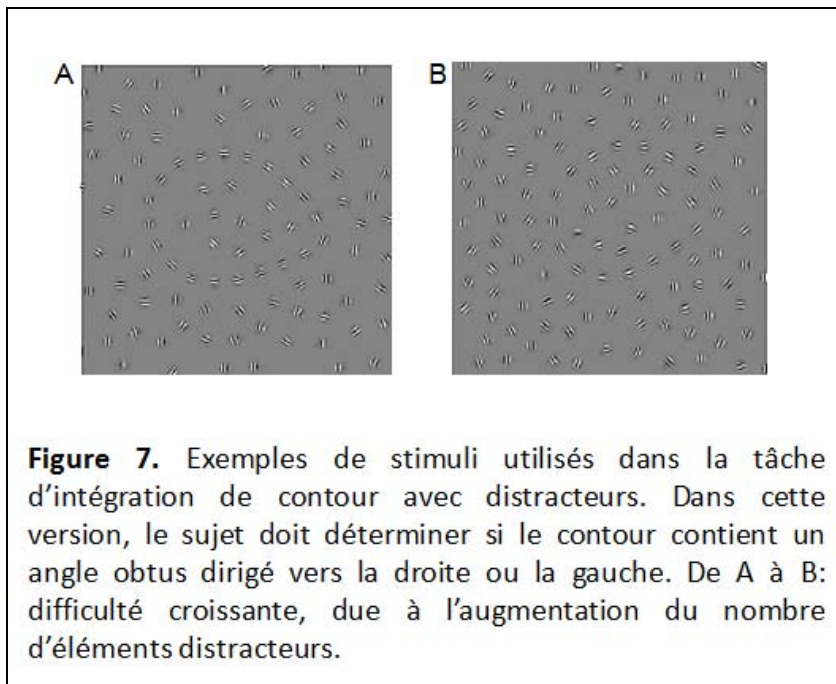 A
B
Figure 7. Exemples de stimuli utilisés dans la tâche
d’intégration de contour avec distracteurs. Dans cette
version, le sujet doit déterminer si le contour contient un
angle obtus dirigé vers la droite ou la gauche. De A à B:
difficulté croissante, due à l’augmentation du nombre
d’éléments distracteurs.